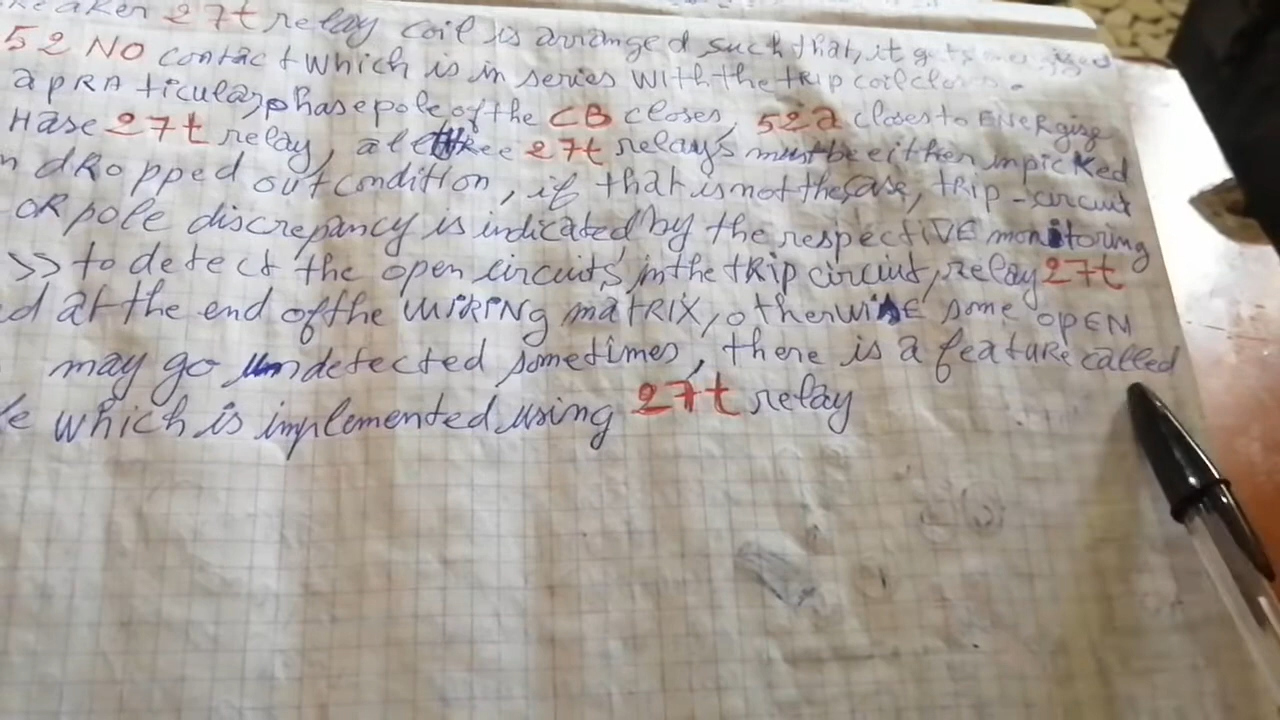 27t relay coil is arranged such that, it gets
52 NO contact which is in series with the trip coil
a pRAticular, phase pole of the CB closes, 52a closes to ENERgize
Hase 27t relay, all three 27t relays must be either in picked
dropped out condition, if that is not the case, tRip-circuit
OR pole discrepancy is indicated by the respectIVE monitoring
>> to detect the open circuits, in the tRip circuit, relay 27t
d at the end of the WIRINg matRIX, otherwise some opEN
may go undetected sometimes, there is a featuRe called
which is implemented using 27t relay